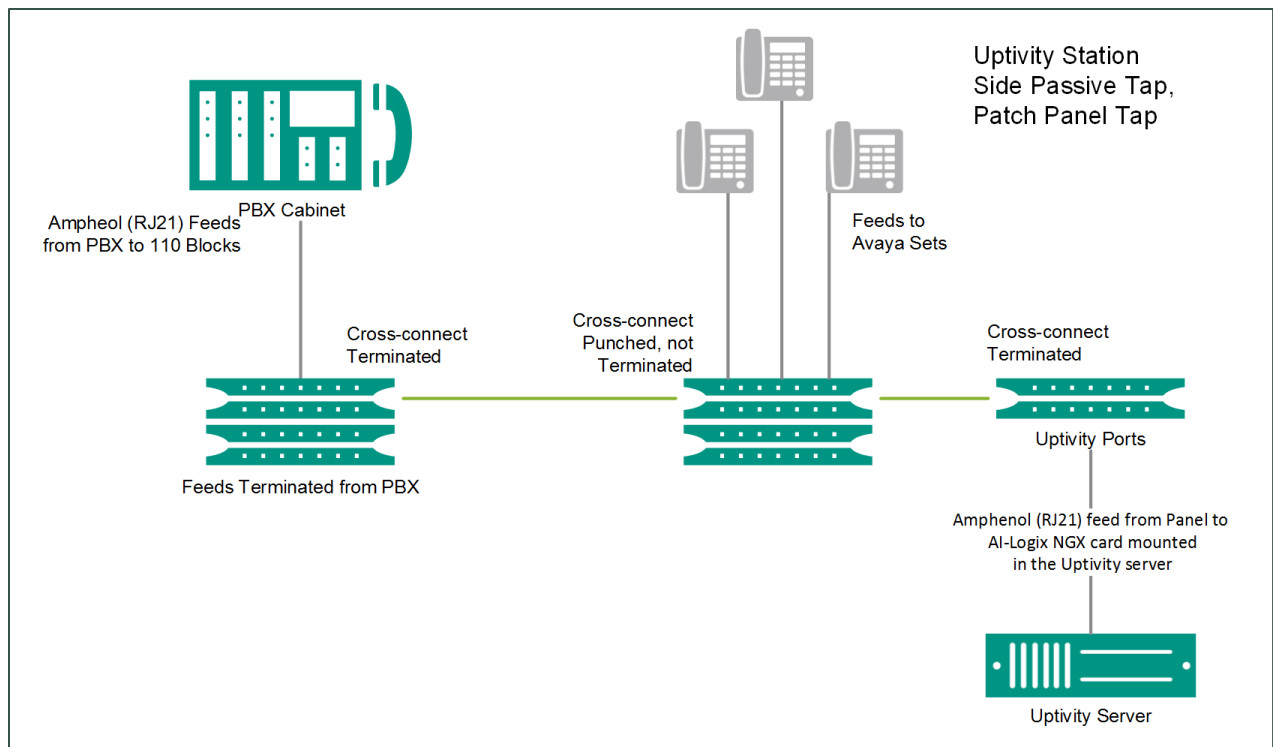 Uptivity Station
Side Passive Tap,
Patch Panel Tap
PBX Cabinet
Ampheol (RJ21) Feeds
from PBX to 110 Blocks
Feeds to
Avaya Sets
Cross-connect
Terminated
Cross-connect
Punched, not
Terminated
Cross-connect
Terminated
Feeds Terminated from PBX
Uptivity Ports
Amphenol (RJ21) feed from Panel to
AI-Logix NGX card mounted
in the Uptivity server
Uptivity Server